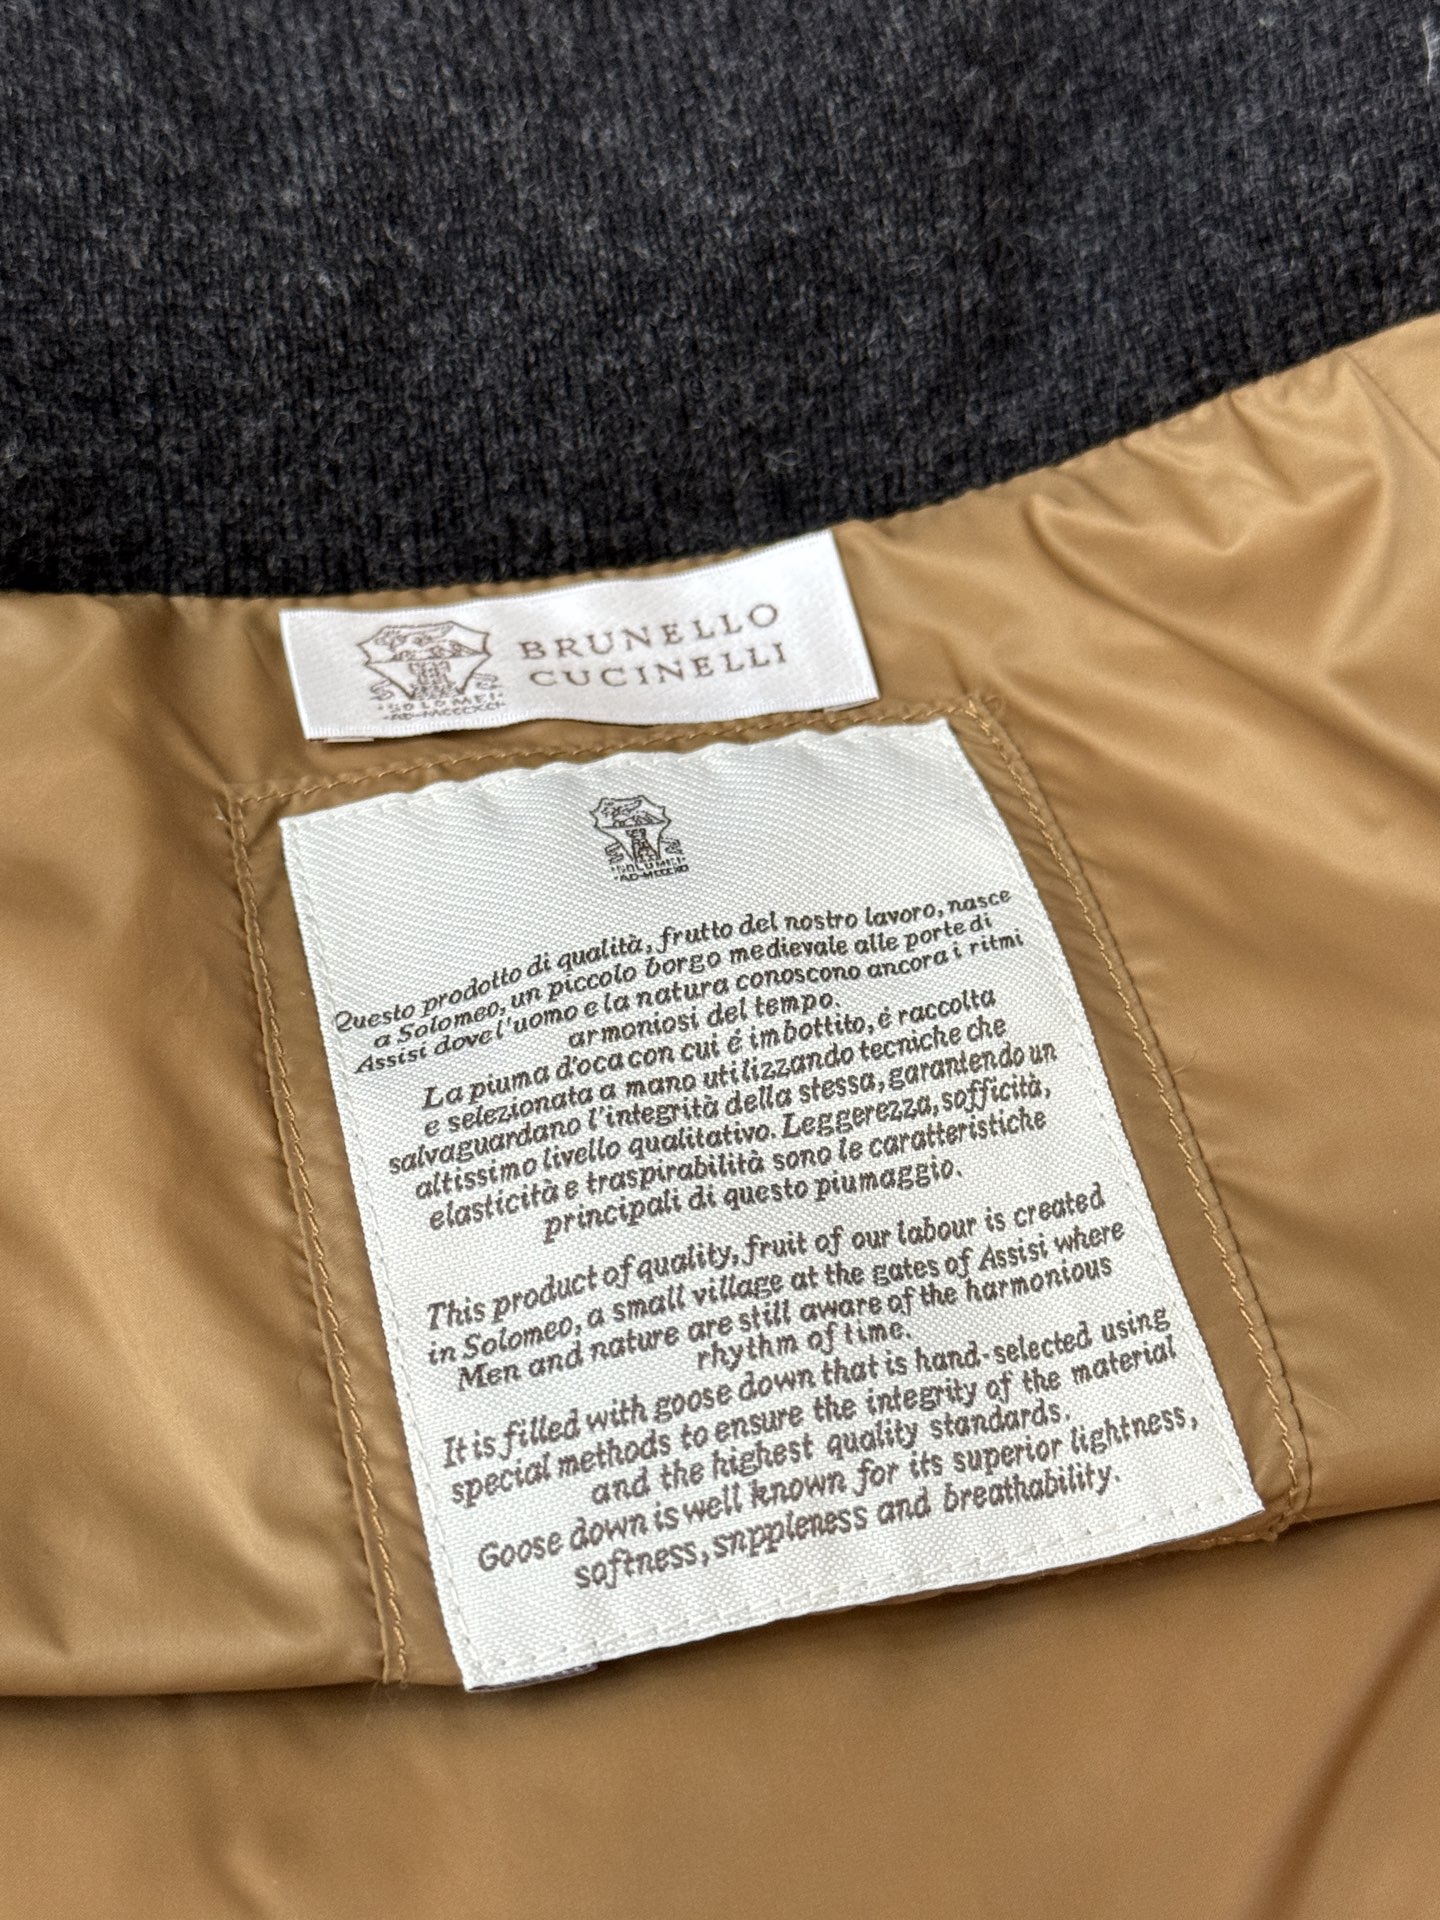 BRUNELLO
CUCINELLI
SOLOMEI
AD·MCCCXCI
SOLOMEI
AD·MCCCXCI
Questo prodotto di qualità, frutto del nostro lavoro, nasce
a Solomeo, un piccolo borgo medievale alle porte di
Assisi dove l'uomo e la natura conoscono ancora i ritmi
armoniosi del tempo.
La piuma d'oca con cui é imbottito, é raccolta
e selezionata a mano utilizzando tecniche che
salvaguardano l'integrità della stessa, garantendo un
altissimo livello qualitativo. Leggerezza, sofficità,
elasticità e traspirabilità sono le caratteristiche
principali di questo piumaggio.
This product of quality, fruit of our labour is created
in Solomeo, a small village at the gates of Assisi where
Men and nature are still aware of the harmonious
rhythm of time.
It is filled with goose down that is hand-selected using
special methods to ensure the integrity of the material
and the highest quality standards.
Goose down is well known for its superior lightness,
softness, snppleness and breathability.